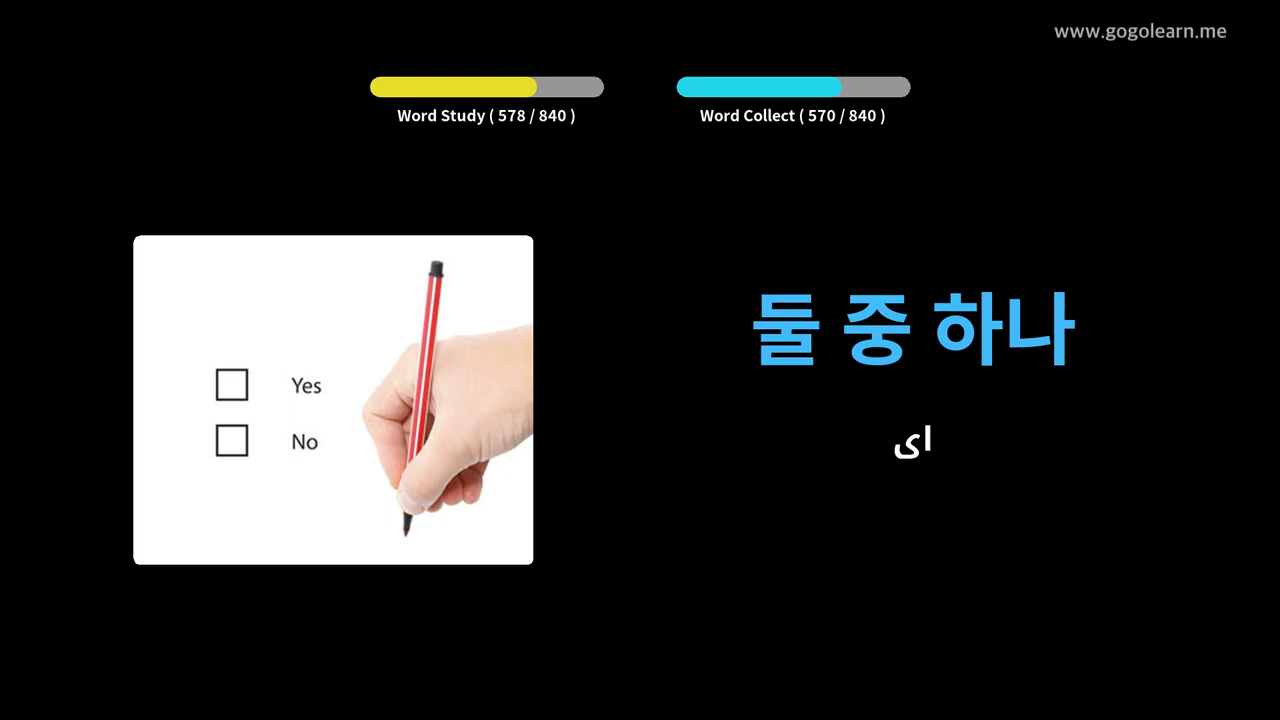 www.gogolearn.me
Word Study ( 578 / 840 )
Word Collect ( 570 / 840 )
Yes
No
둘 중 하나
ای